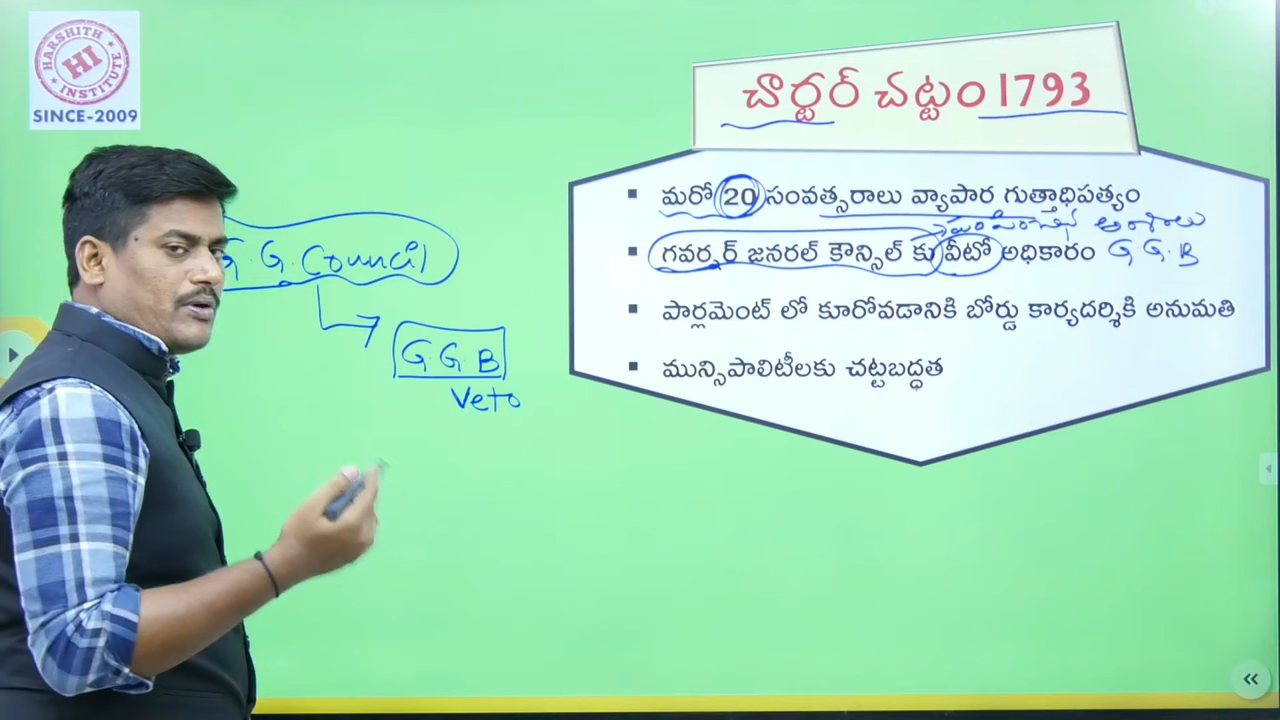 HARSHITH
HI
INSTITUTE
SINCE-2009
చార్టర్ చట్టం 1793
▪ మరో 20 సంవత్సరాలు వ్యాపార గుత్తాధిపత్యం
అంశాలు
▪ గవర్నర్ జనరల్ కౌన్సిల్ కు వీటో అధికారం G G. B
▪ పార్లమెంట్ లో కూరోవడానికి బోర్డు కార్యదర్శికి అనుమతి
▪ మున్సిపాలిటీలకు చట్టబద్ధత
G. G. Council
G G. B
Veto